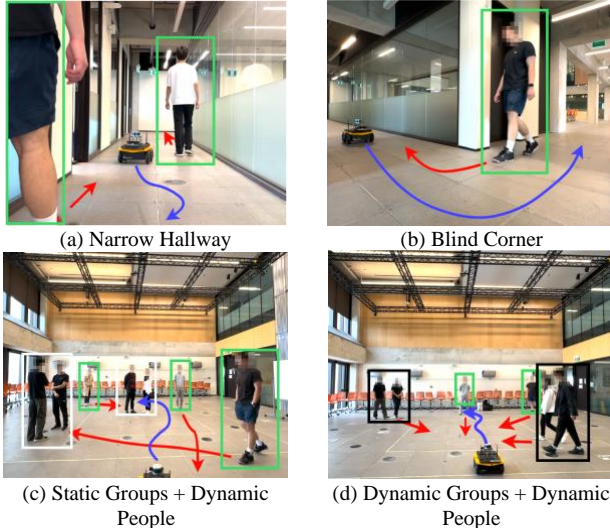 (a) Narrow Hallway
(b) Blind Corner
(c) Static Groups + Dynamic
People
(d) Dynamic Groups + Dynamic
People